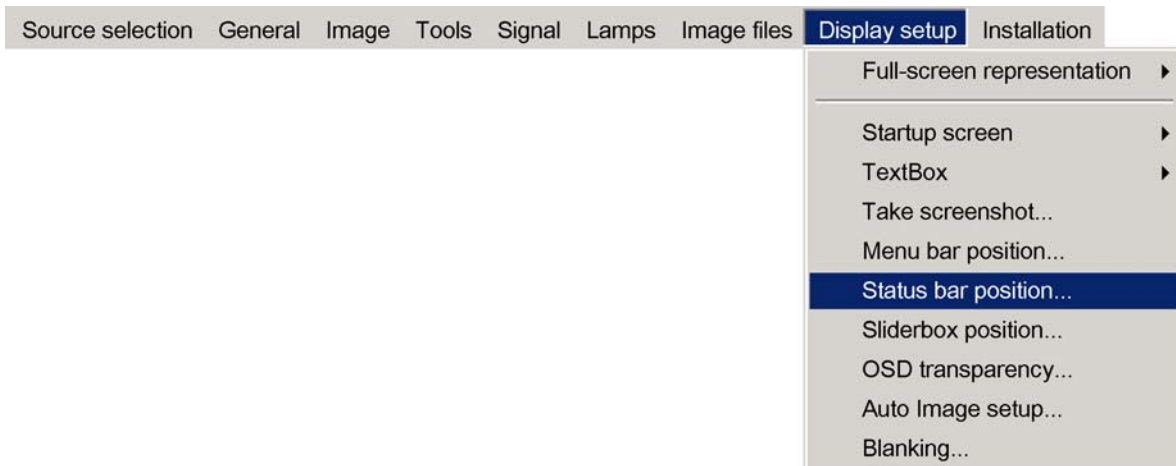 Source selection General Image Tools Signal Lamps Image files Display setup Installation
Full-screen representation
Startup screen
TextBox
Take screenshot...
Menu bar position...
Status bar position...
Sliderbox position...
OSD transparency...
Auto Image setup...
Blanking...